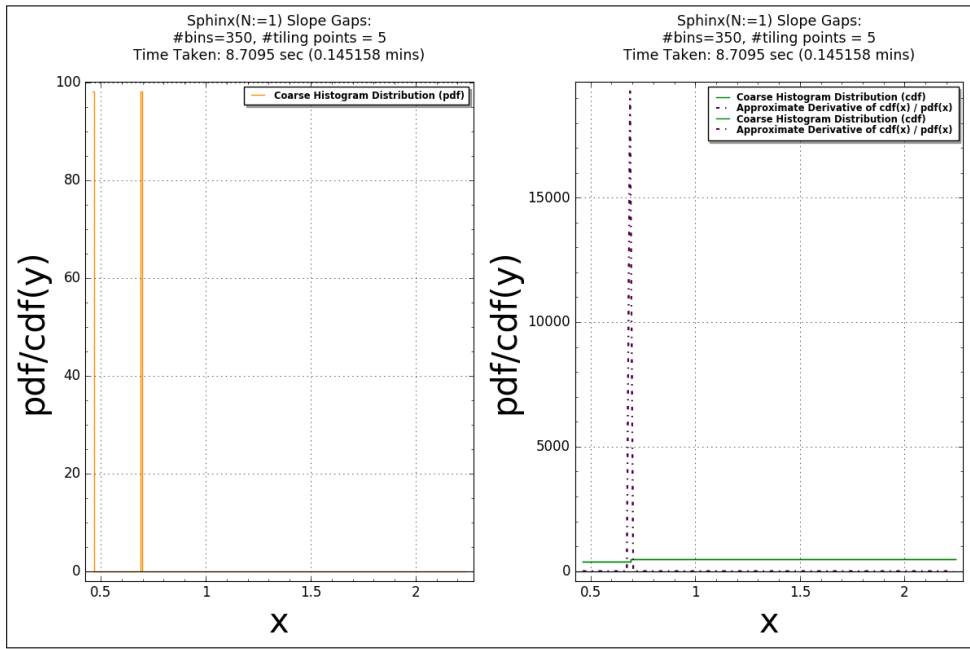 Sphinx(N:=1) Slope Gaps:
#bins=350, #tiling points = 5
Time Taken: 8.7095 sec (0.145158 mins)
100
80
60
40
20
0
pdf/cdf(y)
Coarse Histogram Distribution (pdf)
0.5
1
1.5
2
x
Sphinx(N:=1) Slope Gaps:
#bins=350, #tiling points = 5
Time Taken: 8.7095 sec (0.145158 mins)
15000
10000
5000
0
pdf/cdf(y)
Coarse Histogram Distribution (cdf)
Approximate Derivative of cdf(x) / pdf(x)
Coarse Histogram Distribution (cdf)
Approximate Derivative of cdf(x) / pdf(x)
0.5
1
1.5
2
x